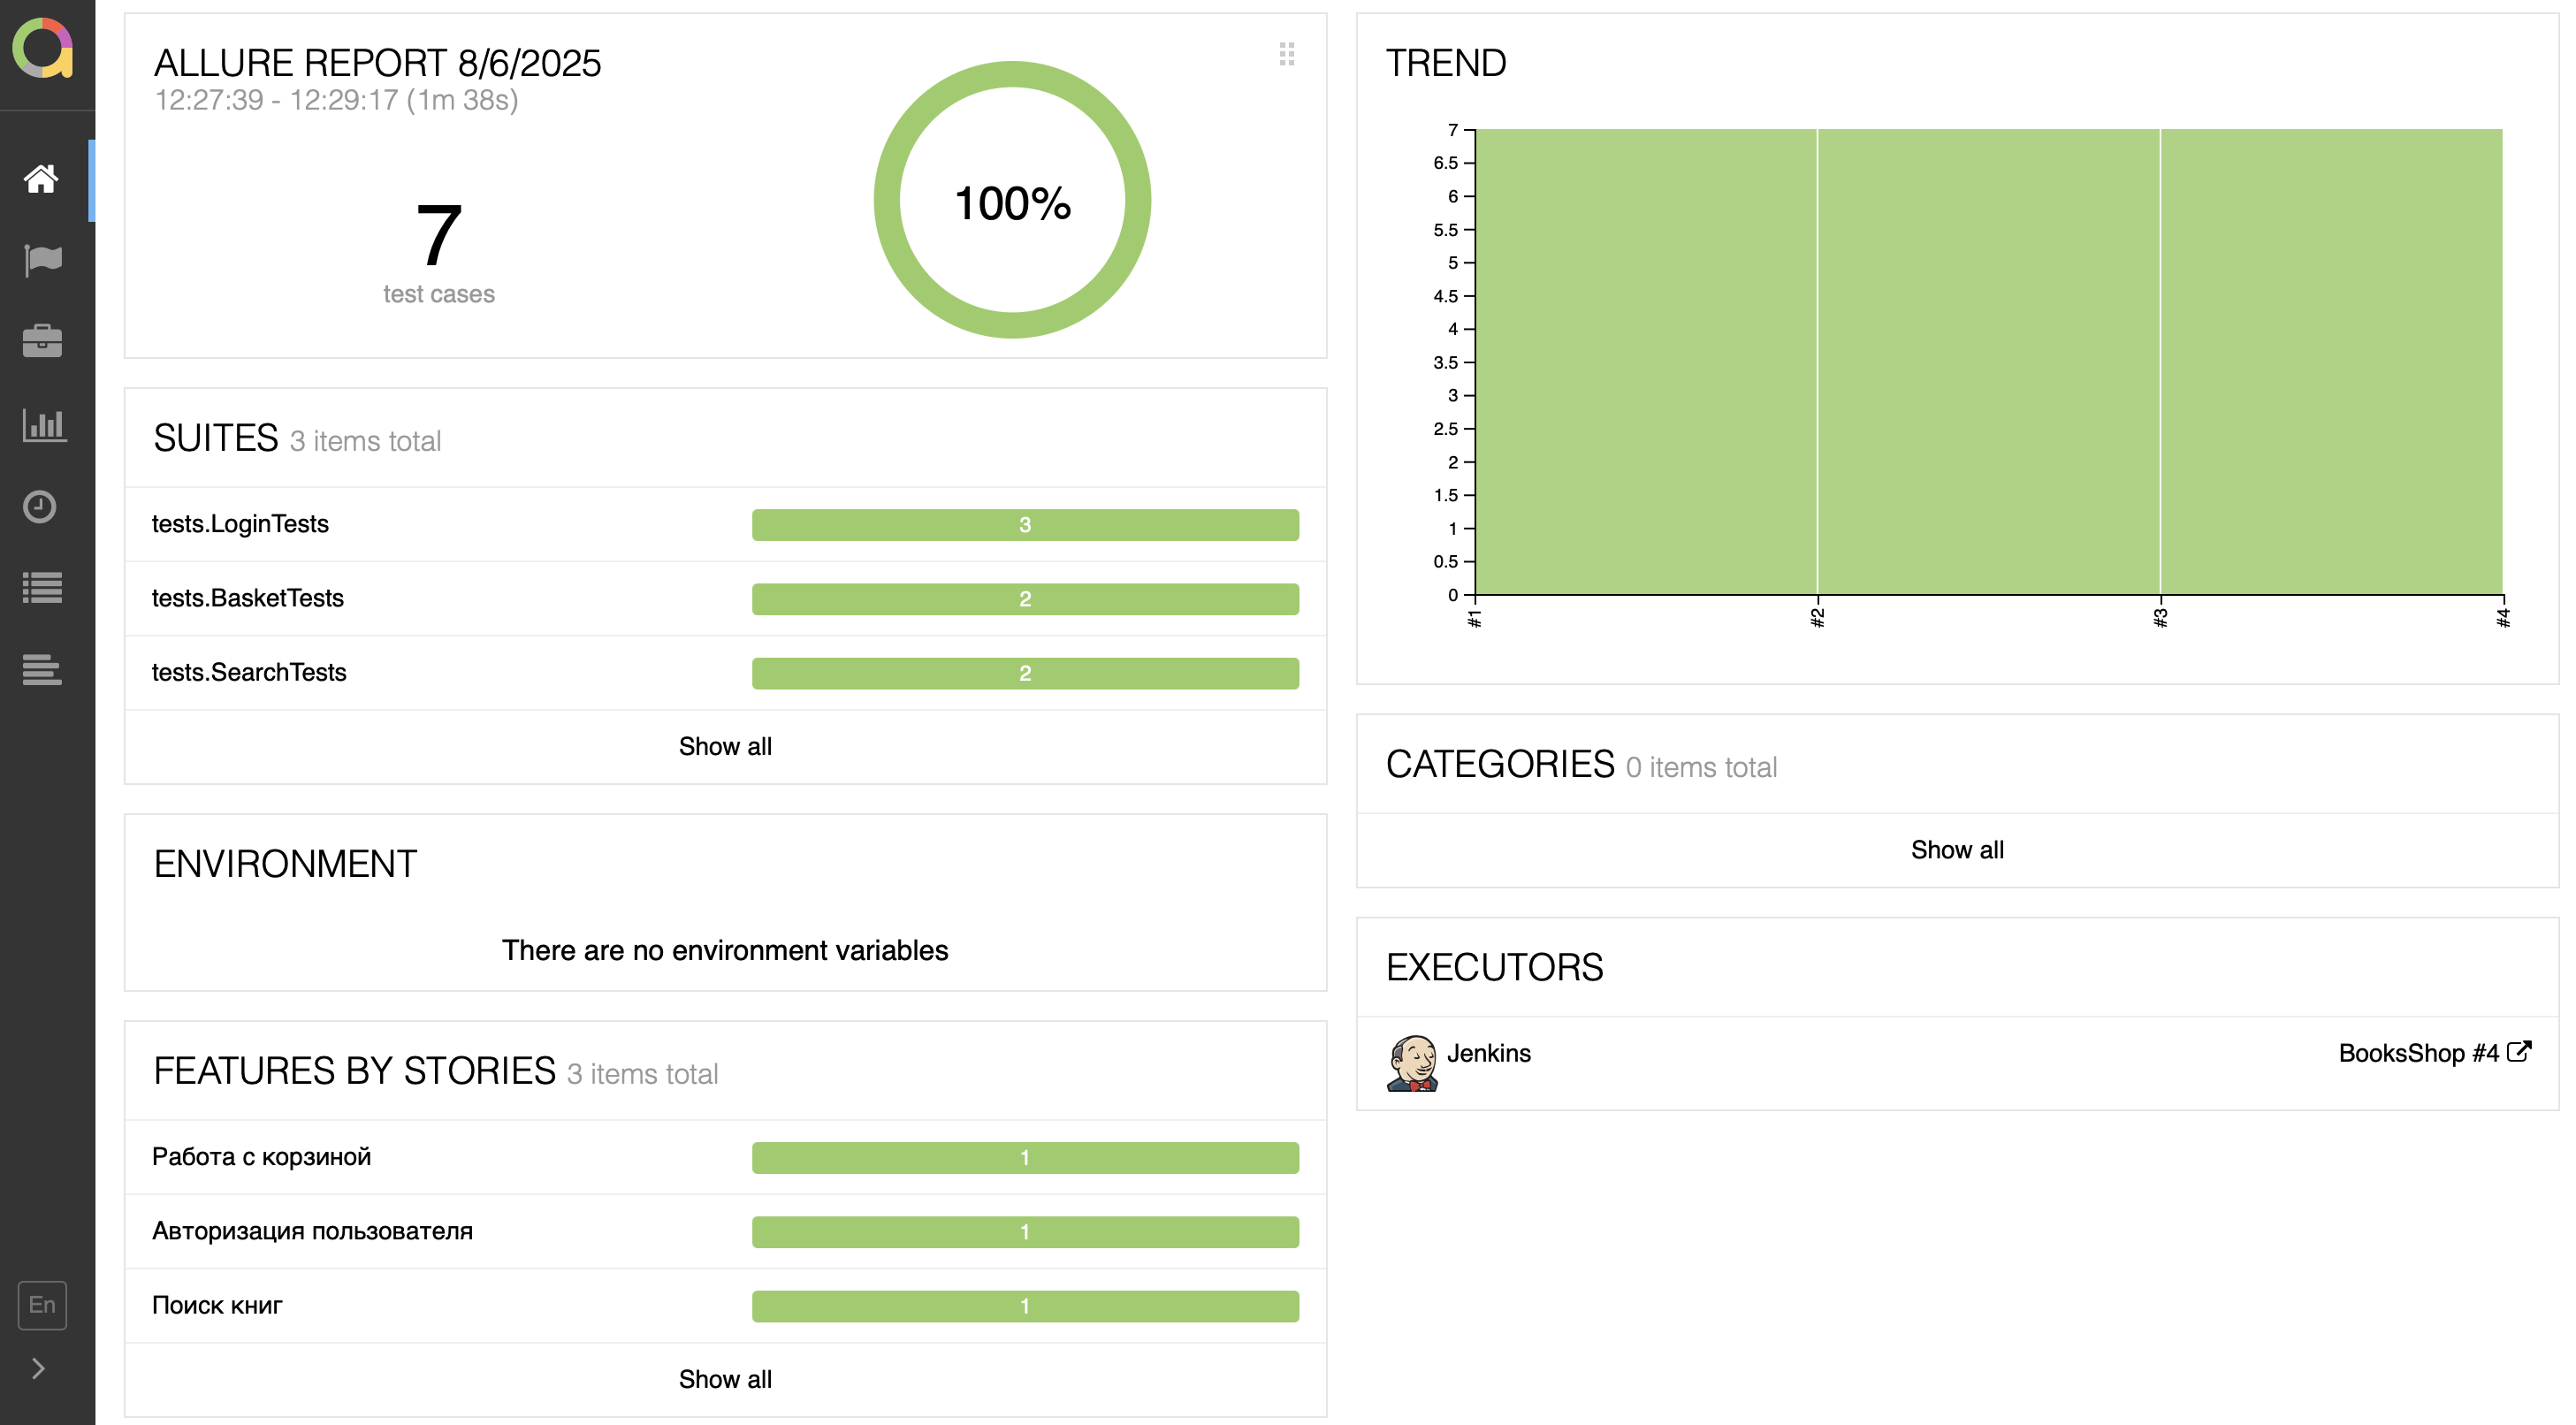 ALLURE REPORT 8/6/2025
12:27:39 - 12:29:17 (1m 38s)
7
test cases
100%
SUITES 3 items total
tests.LoginTests 3
tests.BasketTests 2
tests.SearchTests 2
Show all
ENVIRONMENT
There are no environment variables
FEATURES BY STORIES 3 items total
Работа с корзиной 1
Авторизация пользователя 1
Поиск книг 1
Show all
TREND
7
6.5
6
5.5
5
4.5
4
3.5
3
2.5
2
1.5
1
0.5
0
#1 #2 #3 #4
CATEGORIES 0 items total
Show all
EXECUTORS
Jenkins BooksShop #4
En